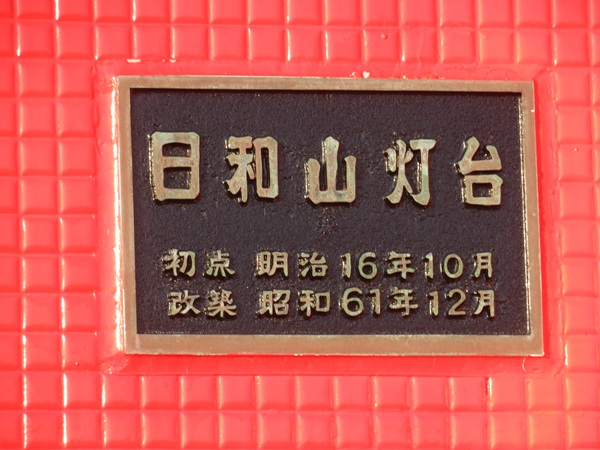 日和山灯台
初点 明治16年10月
改築 昭和61年12月